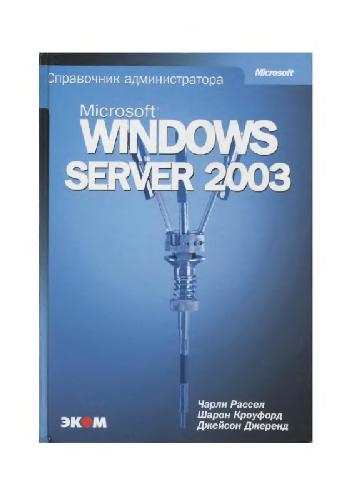 Справочник администратора
Microsoft
Microsoft
WINDOWS
SERVER 2003
Чарли Рассел
Шарон Кроуфорд
Джейсон Джеренд
ЭКОМ